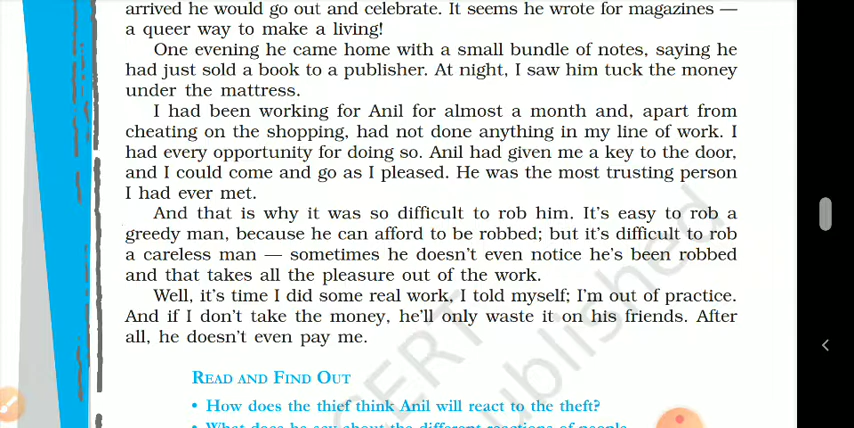 arrived he would go out and celebrate. It seems he wrote for magazines —
a queer way to make a living!
One evening he came home with a small bundle of notes, saying he
had just sold a book to a publisher. At night, I saw him tuck the money
under the mattress.
I had been working for Anil for almost a month and, apart from
cheating on the shopping, had not done anything in my line of work. I
had every opportunity for doing so. Anil had given me a key to the door,
and I could come and go as I pleased. He was the most trusting person
I had ever met.
And that is why it was so difficult to rob him. It's easy to rob a
greedy man, because he can afford to be robbed; but it's difficult to rob
a careless man — sometimes he doesn't even notice he's been robbed
and that takes all the pleasure out of the work.
Well, it's time I did some real work, I told myself; I'm out of practice.
And if I don't take the money, he'll only waste it on his friends. After
all, he doesn't even pay me.
READ AND FIND OUT
• How does the thief think Anil will react to the theft?
• What does he say about the different reactions of people